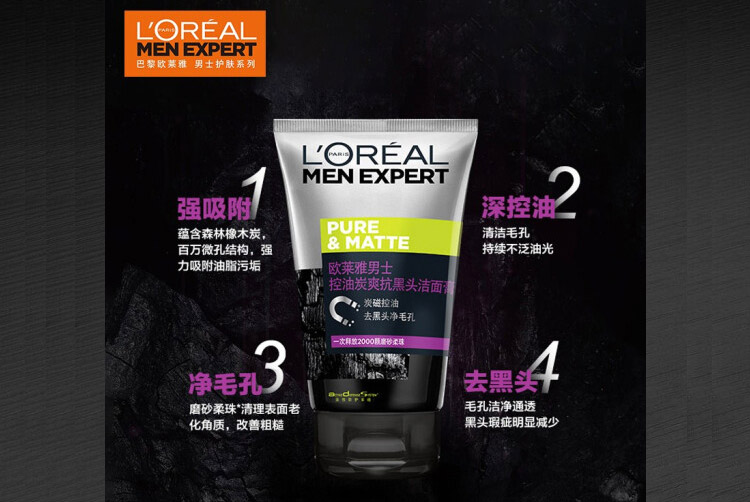 L'ORÉAL
PARIS
MEN EXPERT
巴黎欧莱雅 男士护肤系列
1
强吸附
蕴含森林橡木炭，
百万微孔结构，强
力吸附油脂污垢
2
深控油
清洁毛孔
持续不泛油光
L'ORÉAL
PARIS
MEN EXPERT
PURE
& MATTE
欧莱雅男士
控油炭爽抗黑头洁面膏
炭磁控油
去黑头净毛孔
一次释放2000颗磨砂柔珠
3
净毛孔
磨砂柔珠*清理表面老
化角质，改善粗糙
4
去黑头
毛孔洁净通透
黑头瑕疵明显减少